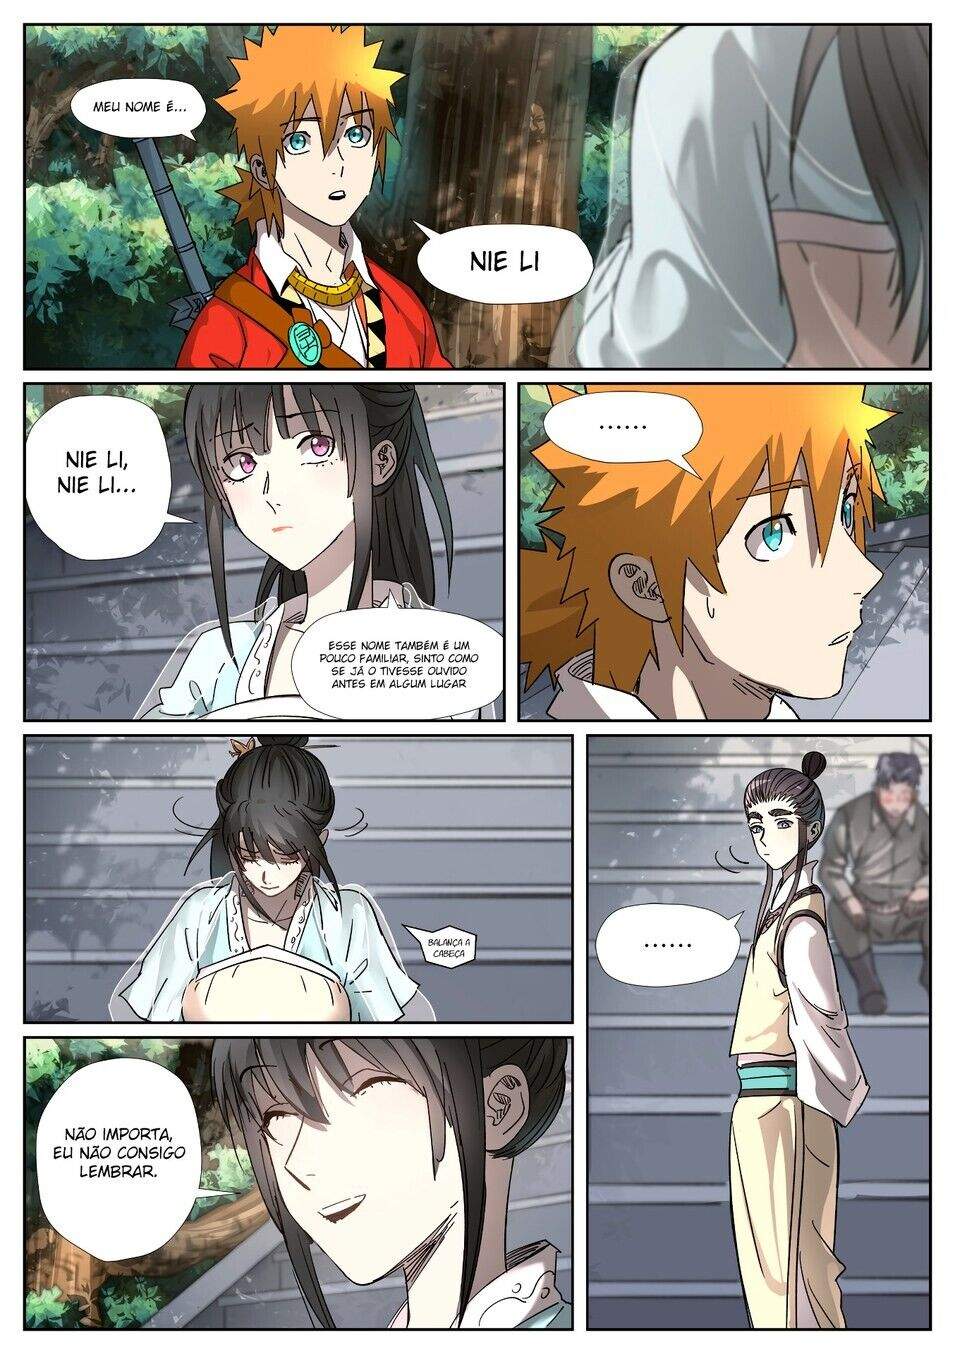 MEU NOME É...
NIE LI
NIE LI,
NIE LI...
ESSE NOME TAMBÉM É UM
POUCO FAMILIAR, SINTO COMO
SE JÁ O TIVESSE OUVIDO
ANTES EM ALGUM LUGAR
......
BALANÇA A
CABEÇA
......
NÃO IMPORTA,
EU NÃO CONSIGO
LEMBRAR.